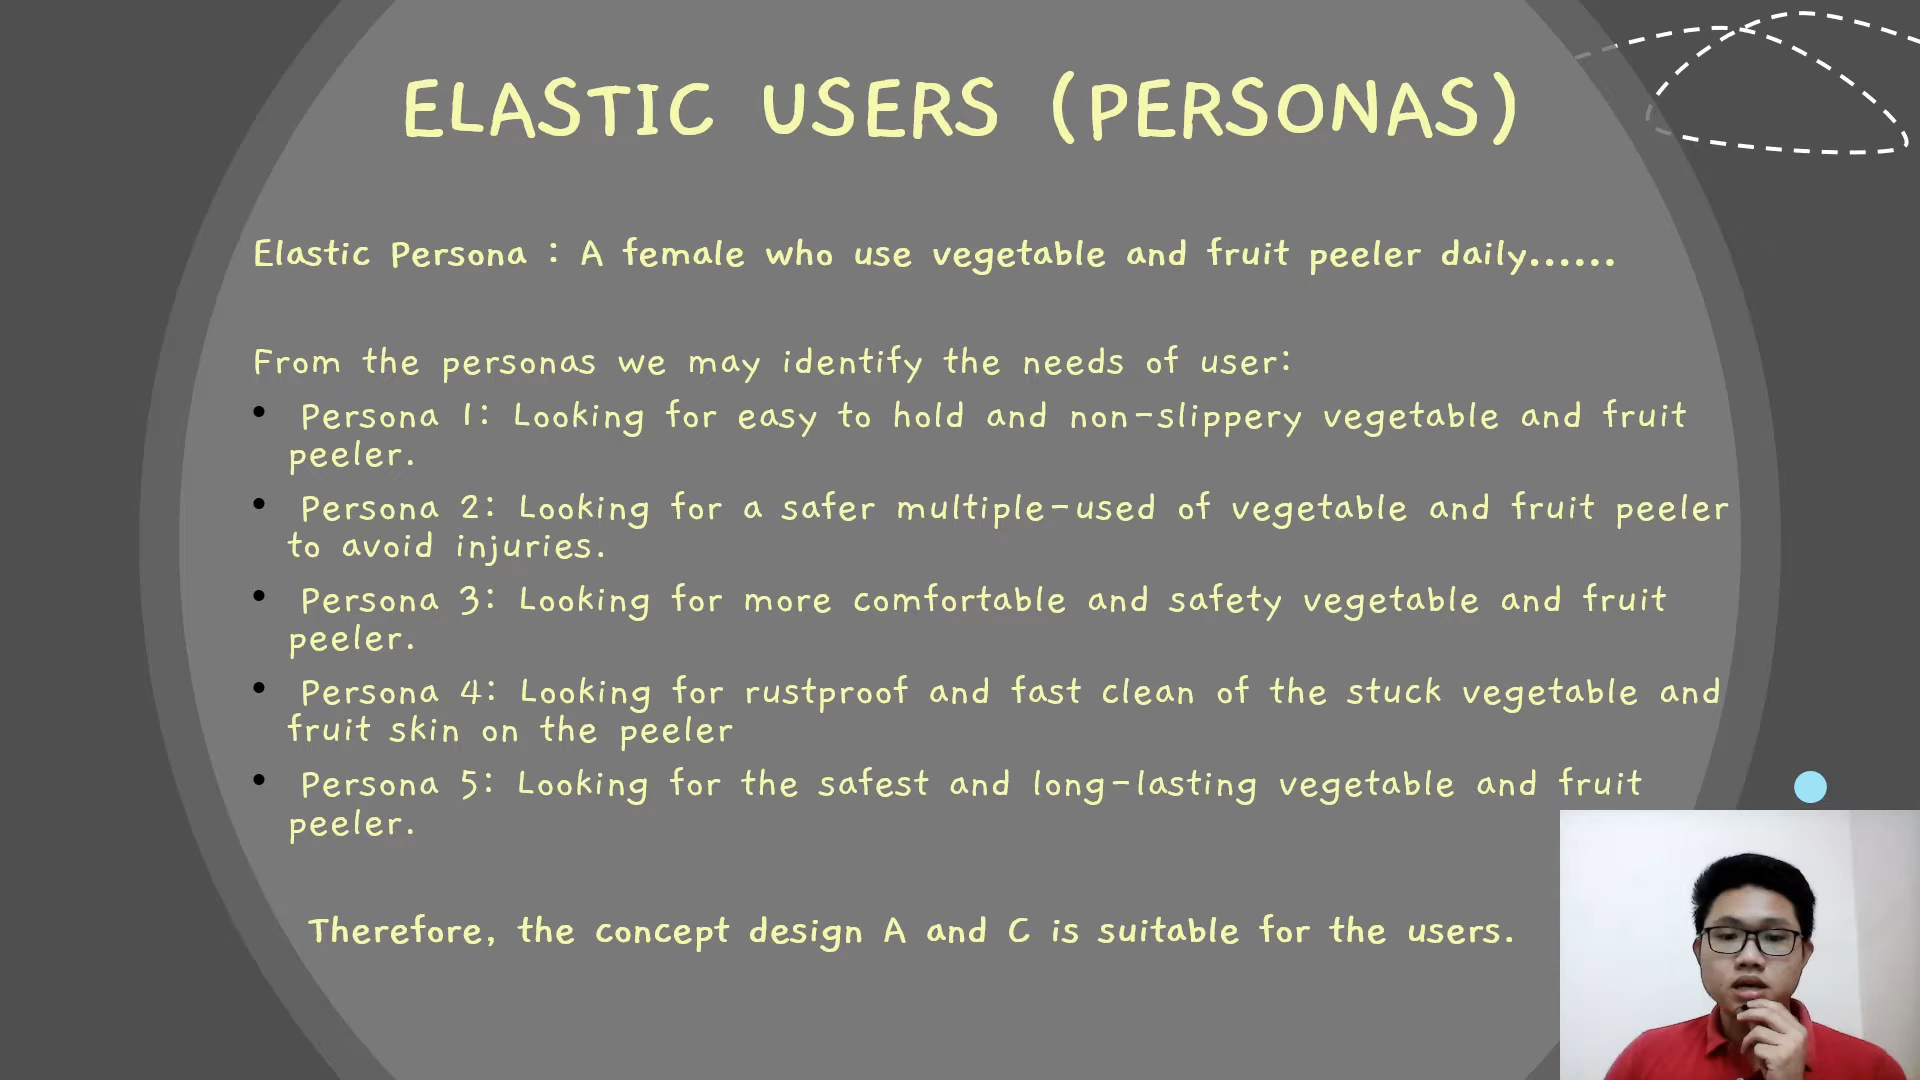 ELASTIC USERS (PERSONAS)
Elastic Persona : A female who use vegetable and fruit peeler daily......
From the personas we may identify the needs of user:
• Persona 1: Looking for easy to hold and non-slippery vegetable and fruit
peeler.
• Persona 2: Looking for a safer multiple-used of vegetable and fruit peeler
to avoid injuries.
• Persona 3: Looking for more comfortable and safety vegetable and fruit
peeler.
• Persona 4: Looking for rustproof and fast clean of the stuck vegetable and
fruit skin on the peeler
• Persona 5: Looking for the safest and long-lasting vegetable and fruit
peeler.
Therefore, the concept design A and C is suitable for the users.